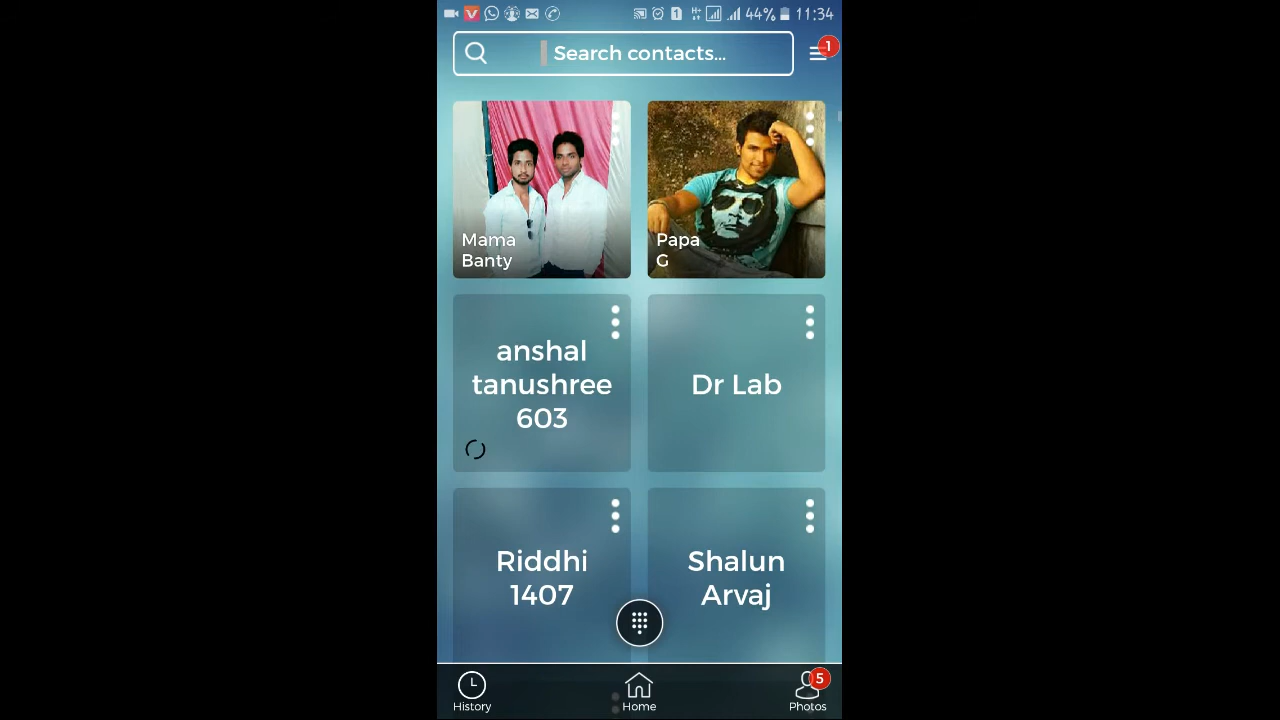 1 H+ 44% 11:34
Search contacts...
1
Mama
Banty
Papa
G
anshal
tanushree
603
Dr Lab
Riddhi
1407
Shalun
Arvaj
5
History
Home
Photos